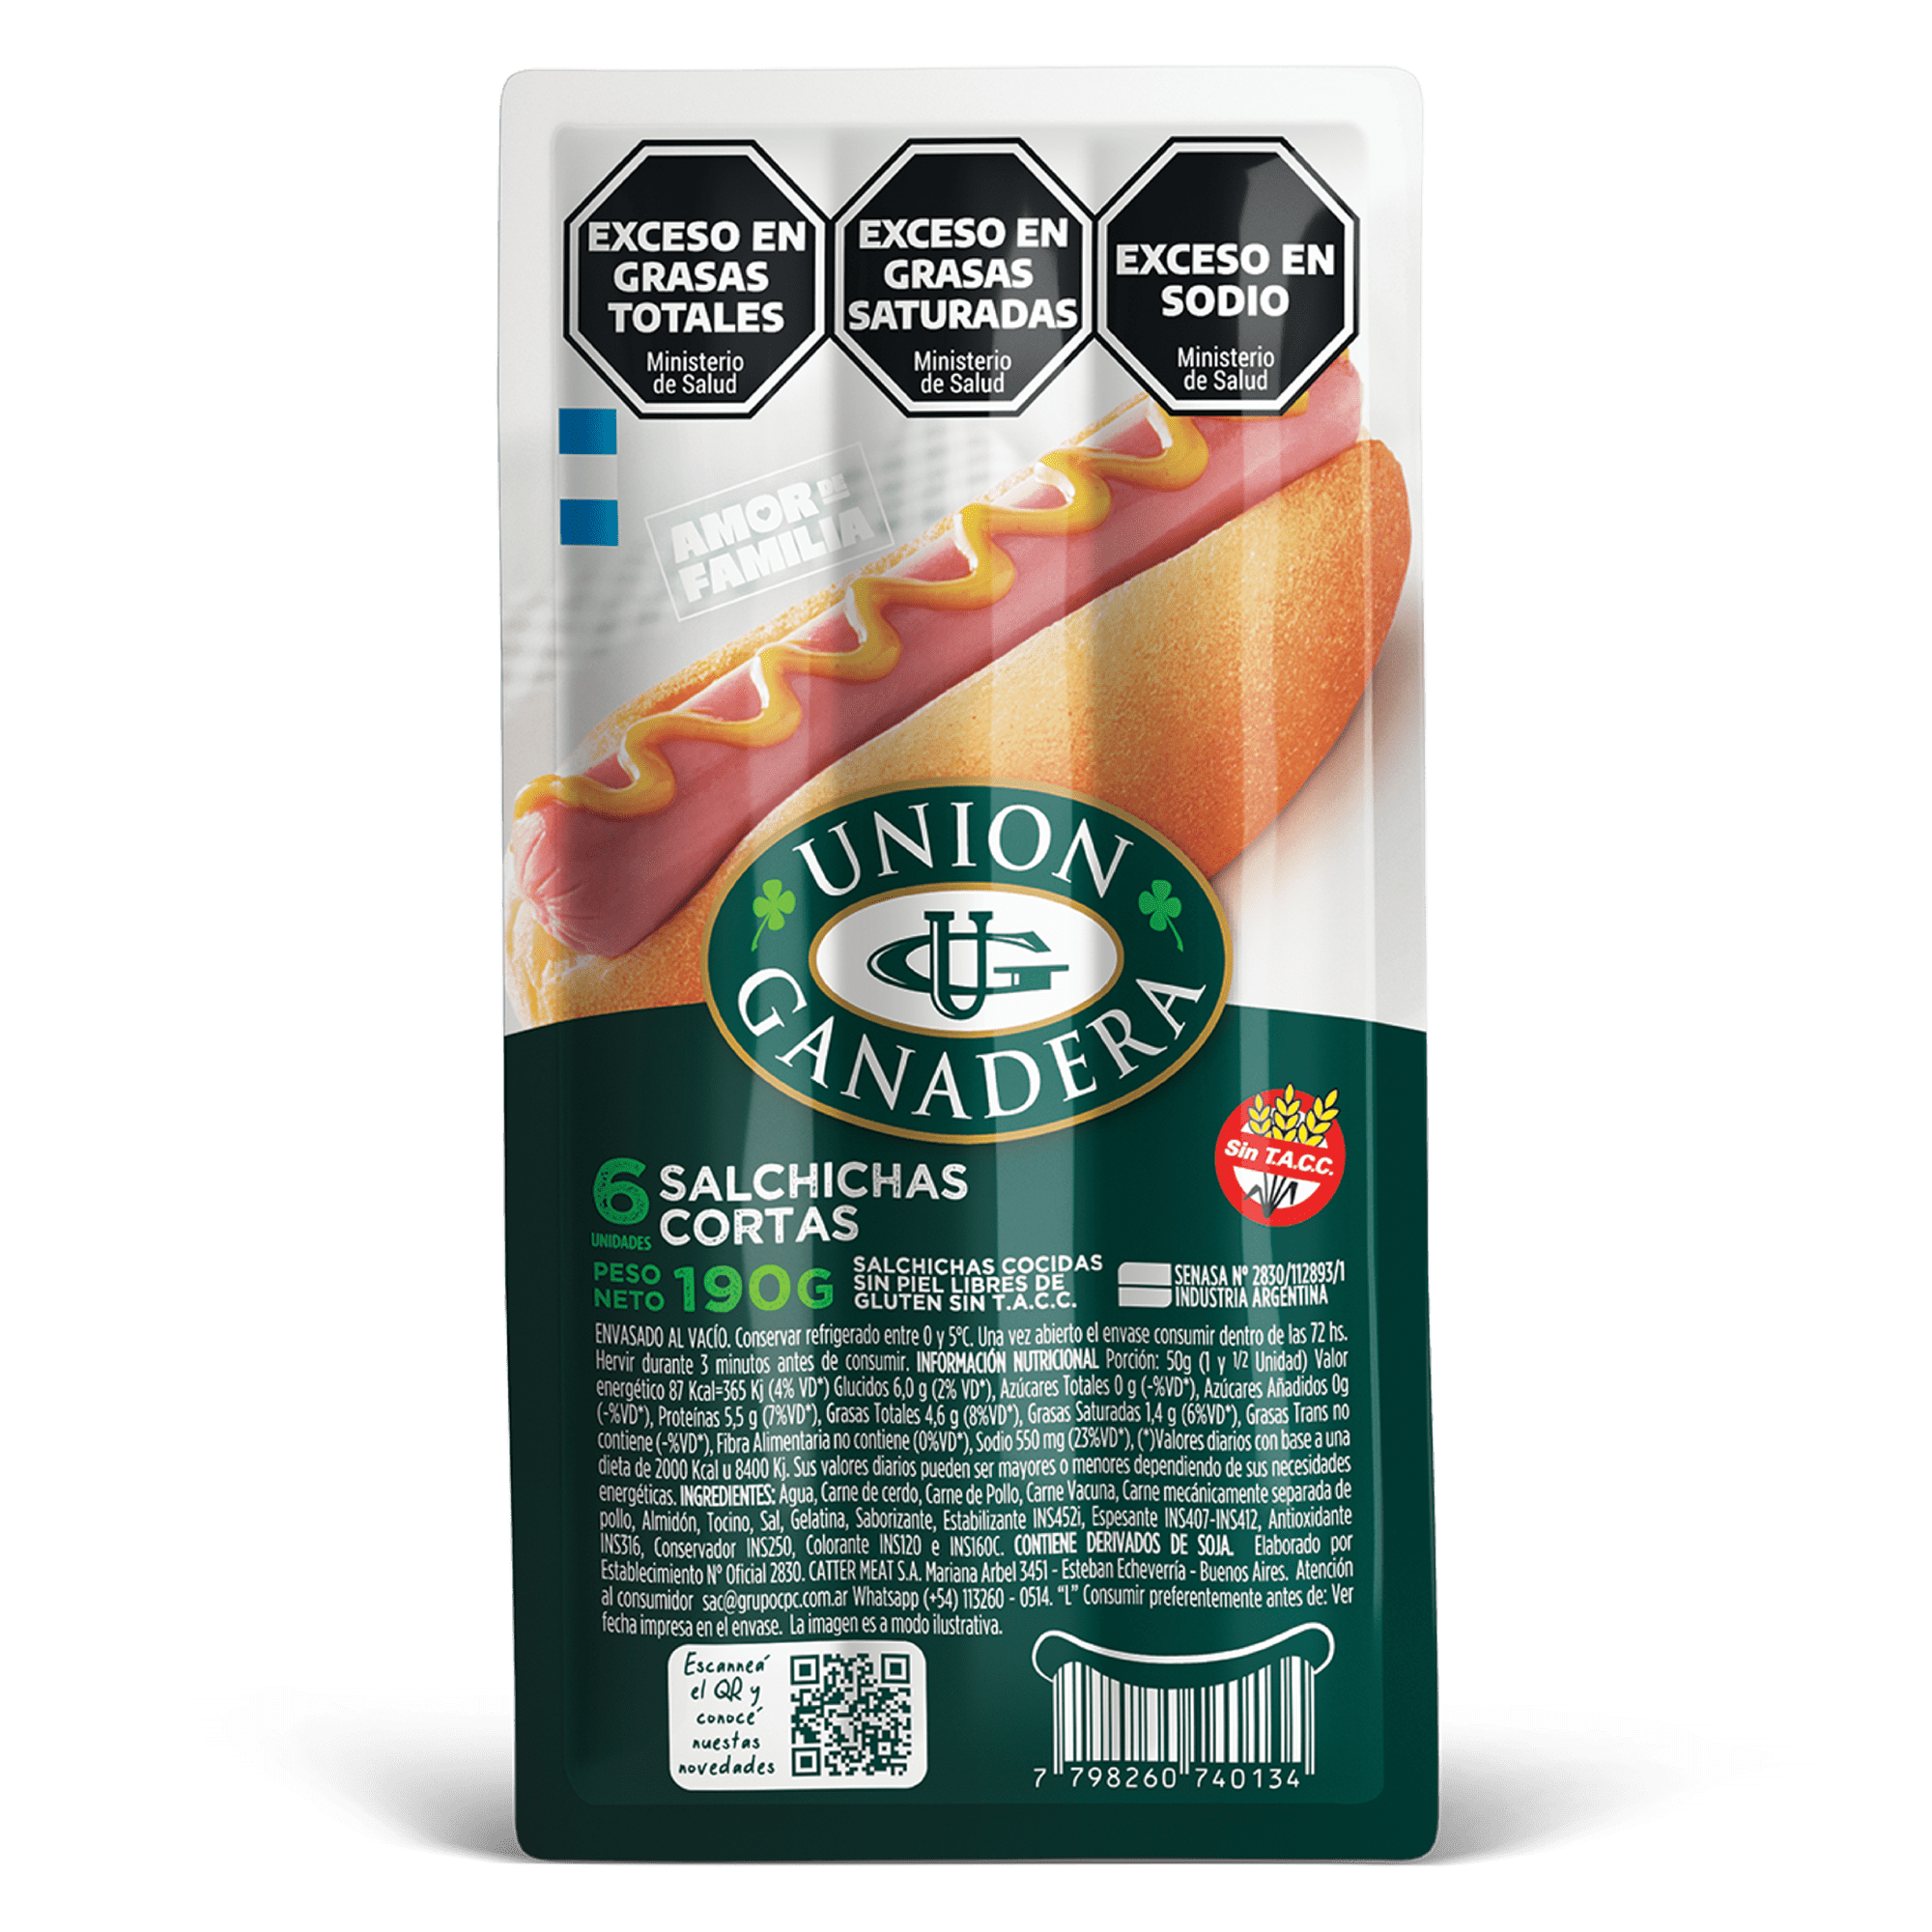 EXCESO EN
GRASAS
TOTALES
Ministerio
de Salud
EXCESO EN
GRASAS
SATURADAS
Ministerio
de Salud
EXCESO EN
SODIO
Ministerio
de Salud
AMOR DE
FAMILIA
UNION
UG
GANADERA
Sin T.A.C.C.
6
UNIDADES
SALCHICHAS
CORTAS
PESO
NETO 190G
SALCHICHAS COCIDAS
SIN PIEL LIBRES DE
GLUTEN SIN T.A.C.C.
SENASA Nº 2830/112893/1
INDUSTRIA ARGENTINA
ENVASADO AL VACÍO. Conservar refrigerado entre 0 y 5ºC. Una vez abierto el envase consumir dentro de las 72 hs.
Hervir durante 3 minutos antes de consumir. INFORMACIÓN NUTRICIONAL Porción: 50g (1 y 1/2 Unidad) Valor
energético 87 Kcal=365 Kj (4% VD*) Glucidos 6,0 g (2% VD*), Azúcares Totales 0 g (-%VD*), Azúcares Añadidos 0g
(-%VD*), Proteínas 5,5 g (7%VD*), Grasas Totales 4,6 g (8%VD*), Grasas Saturadas 1,4 g (6%VD*), Grasas Trans no
contiene (-%VD*), Fibra Alimentaria no contiene (0%VD*), Sodio 550 mg (23%VD*), (*)Valores diarios con base a una
dieta de 2000 Kcal u 8400 Kj. Sus valores diarios pueden ser mayores o menores dependiendo de sus necesidades
energéticas. INGREDIENTES: Agua, Carne de cerdo, Carne de Pollo, Carne Vacuna, Carne mecánicamente separada de
pollo, Almidón, Tocino, Sal, Gelatina, Saborizante, Estabilizante INS452i, Espesante INS407-INS412, Antioxidante
INS316, Conservador INS250, Colorante INS120 e INS160C. CONTIENE DERIVADOS DE SOJA. Elaborado por
Establecimiento Nº Oficial 2830. CATTER MEAT S.A. Mariana Arbel 3451 - Esteban Echeverría - Buenos Aires. Atención
al consumidor sac@grupocpc.com.ar Whatsapp (+54) 113260 - 0514. "L" Consumir preferentemente antes de: Ver
fecha impresa en el envase. La imagen es a modo ilustrativa.
Escanneá
el QR y
conocé
nuestas
novedades
7 798260 740134